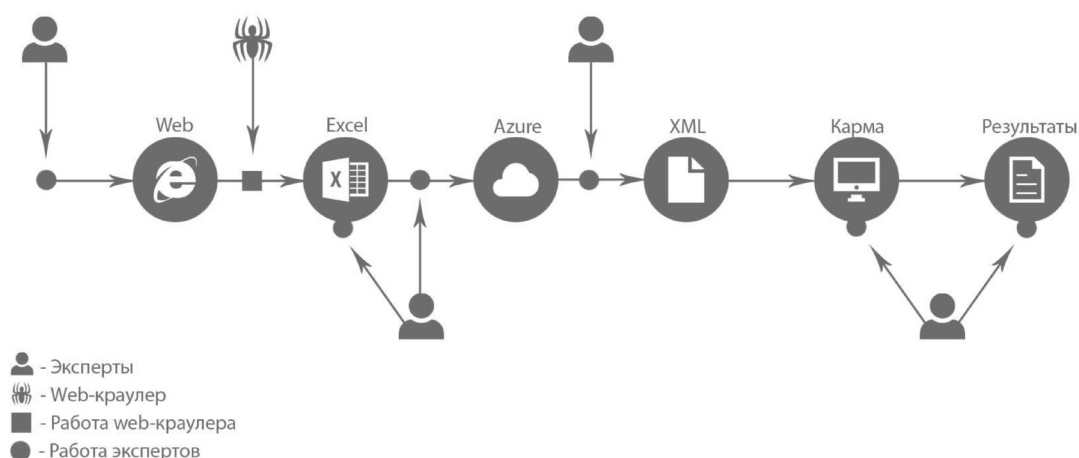 Web
Excel
Azure
XML
Карма
Результаты
X
- Эксперты
- Web-краулер
- Работа web-краулера
- Работа экспертов